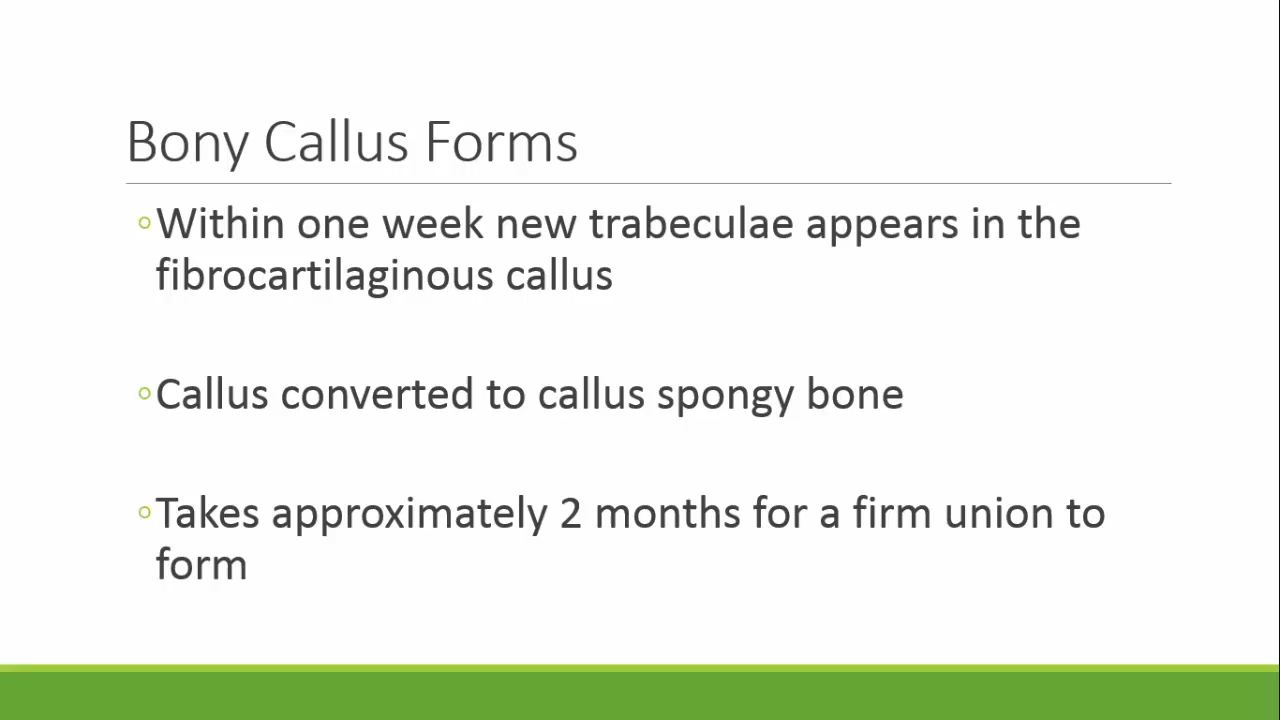 Bony Callus Forms
◦Within one week new trabeculae appears in the
fibrocartilaginous callus
◦Callus converted to callus spongy bone
◦Takes approximately 2 months for a firm union to
form